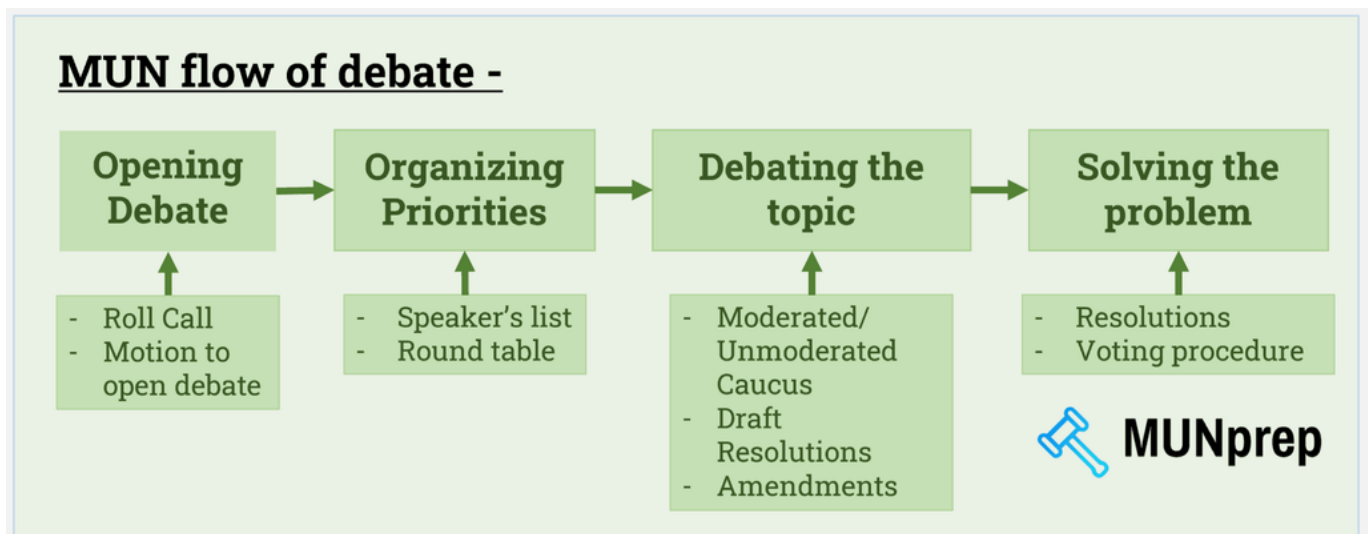 MUN flow of debate -
Opening
Debate
Organizing
Priorities
Debating the
topic
Solving the
problem
- Roll Call
- Motion to
open debate
- Speaker's list
- Round table
- Moderated/
Unmoderated
Caucus
- Draft
Resolutions
- Amendments
- Resolutions
- Voting procedure
MUNprep